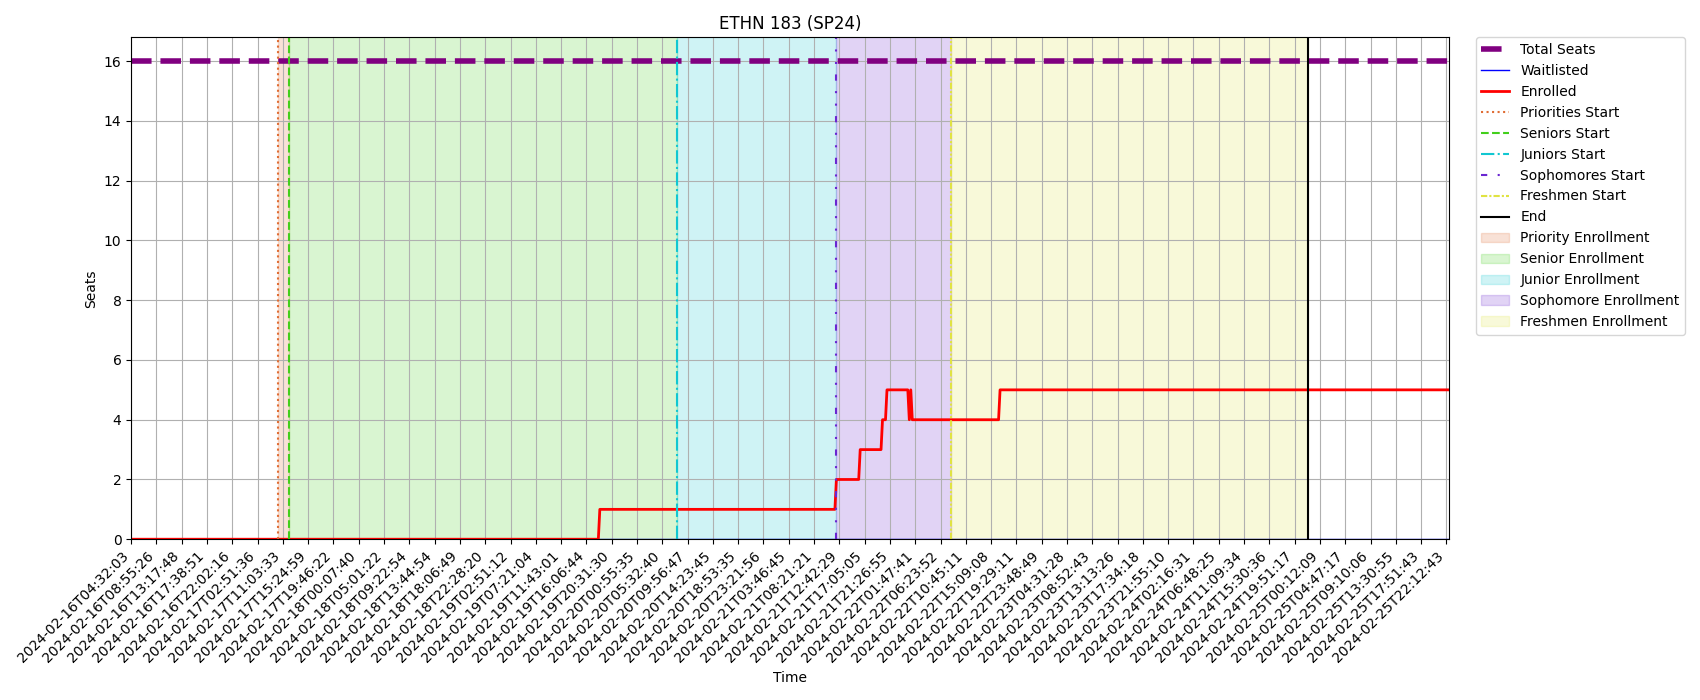 ETHN 183 (SP24)
Seats
16
14
12
10
8
6
4
2
0
2024-02-16T04:32:03
2024-02-16T08:55:26
2024-02-16T13:17:48
2024-02-16T17:38:51
2024-02-16T22:02:16
2024-02-17T02:51:36
2024-02-17T11:03:33
2024-02-17T15:24:59
2024-02-17T19:46:22
2024-02-18T00:07:40
2024-02-18T05:01:22
2024-02-18T09:22:54
2024-02-18T13:44:54
2024-02-18T18:06:49
2024-02-18T22:28:20
2024-02-19T02:51:12
2024-02-19T07:21:04
2024-02-19T11:43:01
2024-02-19T16:06:44
2024-02-19T20:31:30
2024-02-20T00:55:35
2024-02-20T05:32:40
2024-02-20T09:56:47
2024-02-20T14:23:45
2024-02-20T18:53:35
2024-02-20T23:21:56
2024-02-21T03:46:45
2024-02-21T08:21:21
2024-02-21T12:42:29
2024-02-21T17:05:05
2024-02-21T21:26:55
2024-02-22T01:47:41
2024-02-22T06:23:52
2024-02-22T10:45:11
2024-02-22T15:09:08
2024-02-22T19:29:11
2024-02-22T23:48:49
2024-02-23T04:31:28
2024-02-23T08:52:43
2024-02-23T13:13:26
2024-02-23T17:34:18
2024-02-23T21:55:10
2024-02-24T02:16:31
2024-02-24T06:48:25
2024-02-24T11:09:34
2024-02-24T15:30:36
2024-02-24T19:51:17
2024-02-25T00:12:09
2024-02-25T04:47:17
2024-02-25T09:10:06
2024-02-25T13:30:55
2024-02-25T17:51:43
2024-02-25T22:12:43
Time
Total Seats
Waitlisted
Enrolled
Priorities Start
Seniors Start
Juniors Start
Sophomores Start
Freshmen Start
End
Priority Enrollment
Senior Enrollment
Junior Enrollment
Sophomore Enrollment
Freshmen Enrollment